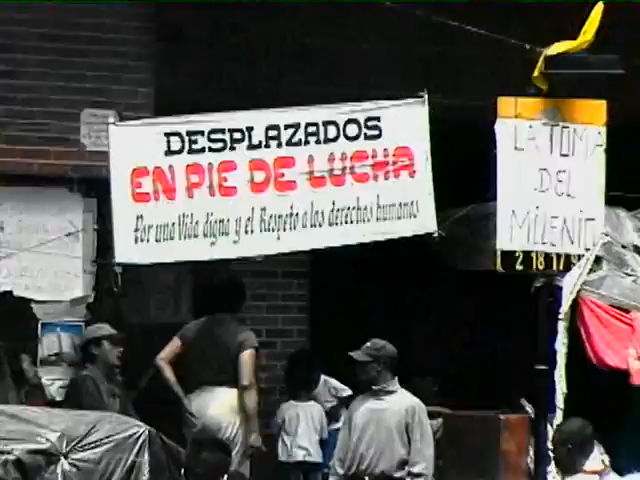 DESPLAZADOS
EN PIE DE LUCHA
Por una Vida digna y el Respeto a los derechos humanos
LA TOMA
DEL
MILENIO
2 18 17 9